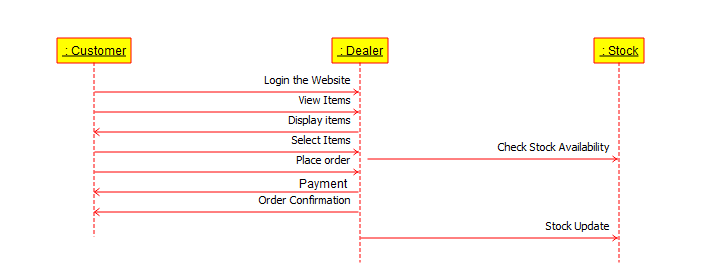 : Customer
: Dealer
: Stock
Login the Website
View Items
Display items
Select Items
Check Stock Availability
Place order
Payment
Order Confirmation
Stock Update